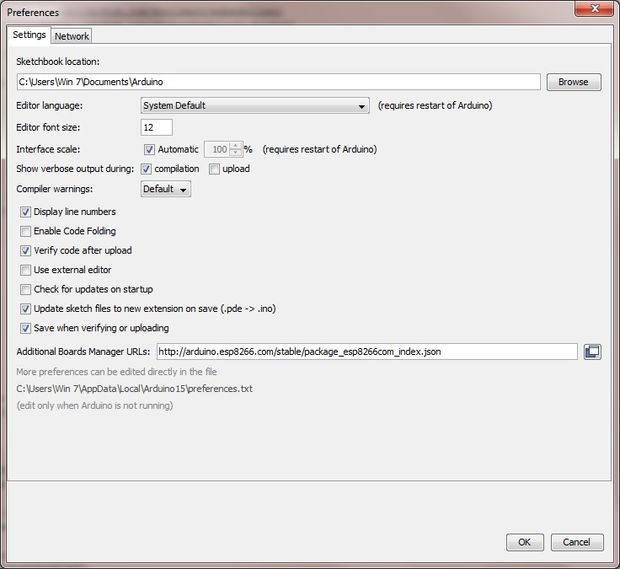 Preferences
Settings Network
Sketchbook location:
C:\Users\Win 7\Documents\Arduino Browse
Editor language: System Default (requires restart of Arduino)
Editor font size: 12
Interface scale: Automatic 100 % (requires restart of Arduino)
Show verbose output during: compilation upload
Compiler warnings: Default
Display line numbers
Enable Code Folding
Verify code after upload
Use external editor
Check for updates on startup
Update sketch files to new extension on save (.pde -> .ino)
Save when verifying or uploading
Additional Boards Manager URLs: http://arduino.esp8266.com/stable/package_esp8266com_index.json
More preferences can be edited directly in the file
C:\Users\Win 7\AppData\Local\Arduino15\preferences.txt
(edit only when Arduino is not running)
OK Cancel